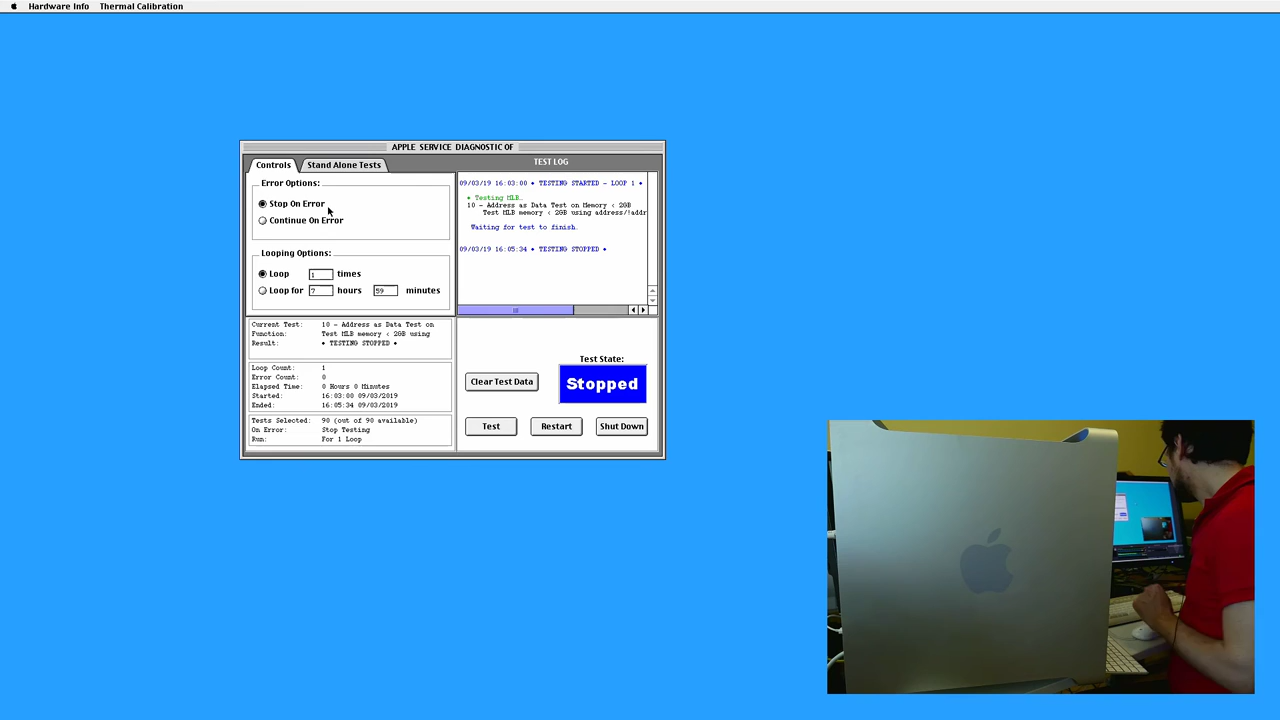 Hardware Info Thermal Calibration
APPLE SERVICE DIAGNOSTIC OF
Controls Stand Alone Tests
Error Options:
Stop On Error
Continue On Error
Looping Options:
Loop 1 times
Loop for 7 hours 59 minutes
TEST LOG
09/03/19 16:03:00 ♦ TESTING STARTED - LOOP 1 ♦
♦ Testing MLB.
10 - Address as Data Test on Memory < 2GB
Test MLB memory < 2GB using address/!addr
Waiting for test to finish.
09/03/19 16:05:34 ♦ TESTING STOPPED ♦
Current Test: 10 - Address as Data Test on
Function: Test MLB memory < 2GB using
Result: ♦ TESTING STOPPED ♦
Loop Count: 1
Error Count: 0
Elapsed Time: 0 Hours 0 Minutes
Started: 16:03:00 09/03/2019
Ended: 16:05:34 09/03/2019
Tests Selected: 90 (out of 90 available)
On Error: Stop Testing
Run: For 1 Loop
Test State:
Clear Test Data Stopped
Test Restart Shut Down